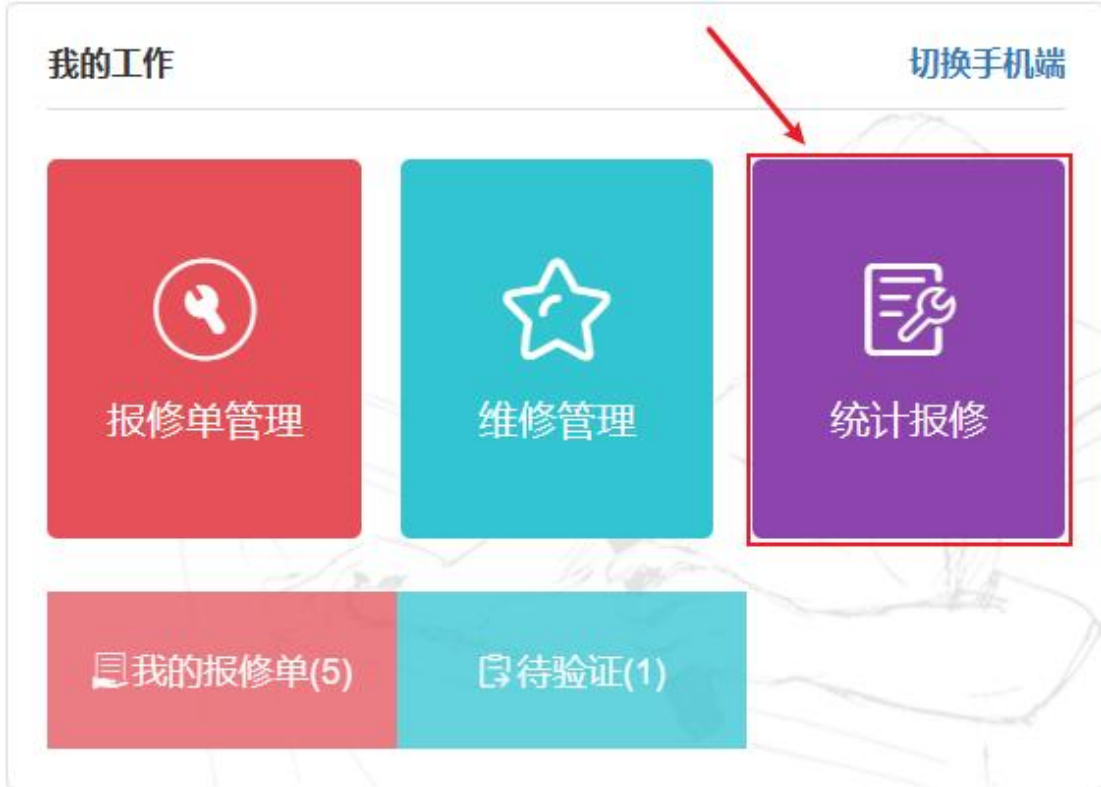 我的工作
切换手机端
报修单管理
维修管理
统计报修
我的报修单(5)
待验证(1)